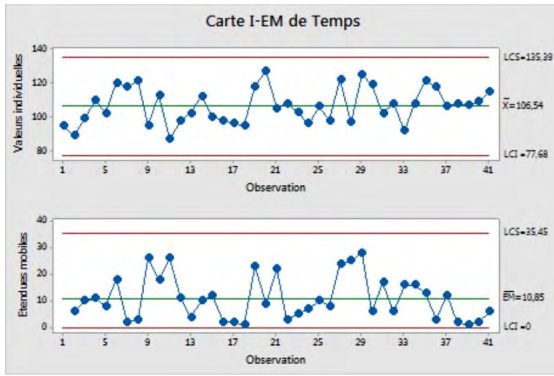 Carte I-EM de Temps
Valeurs individuelles
140
120
100
80
LCS=135,39
X̄=106,54
LCI=77,68
1 5 9 13 17 21 25 29 33 37 41
Observation
Etendues mobiles
40
30
20
10
0
LCS=35,45
E̅M̅=10,85
LCI=0
1 5 9 13 17 21 25 29 33 37 41
Observation